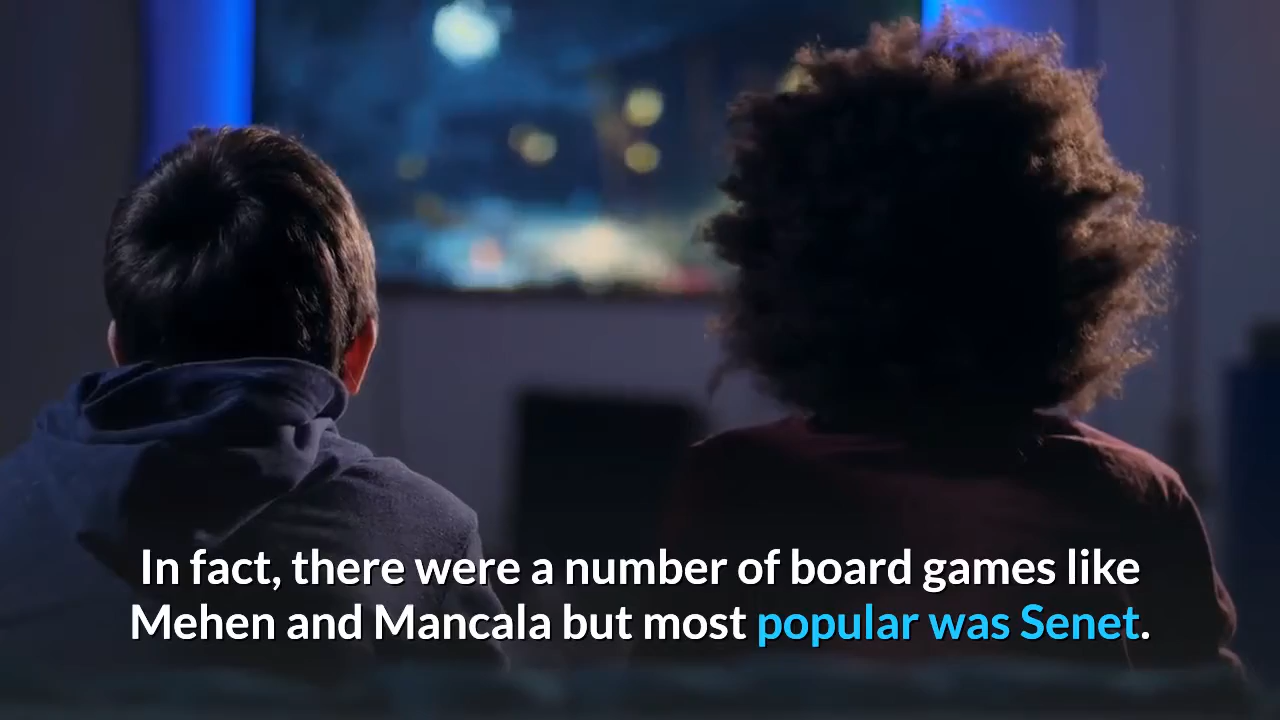 In fact, there were a number of board games like
Mehen and Mancala but most popular was Senet.